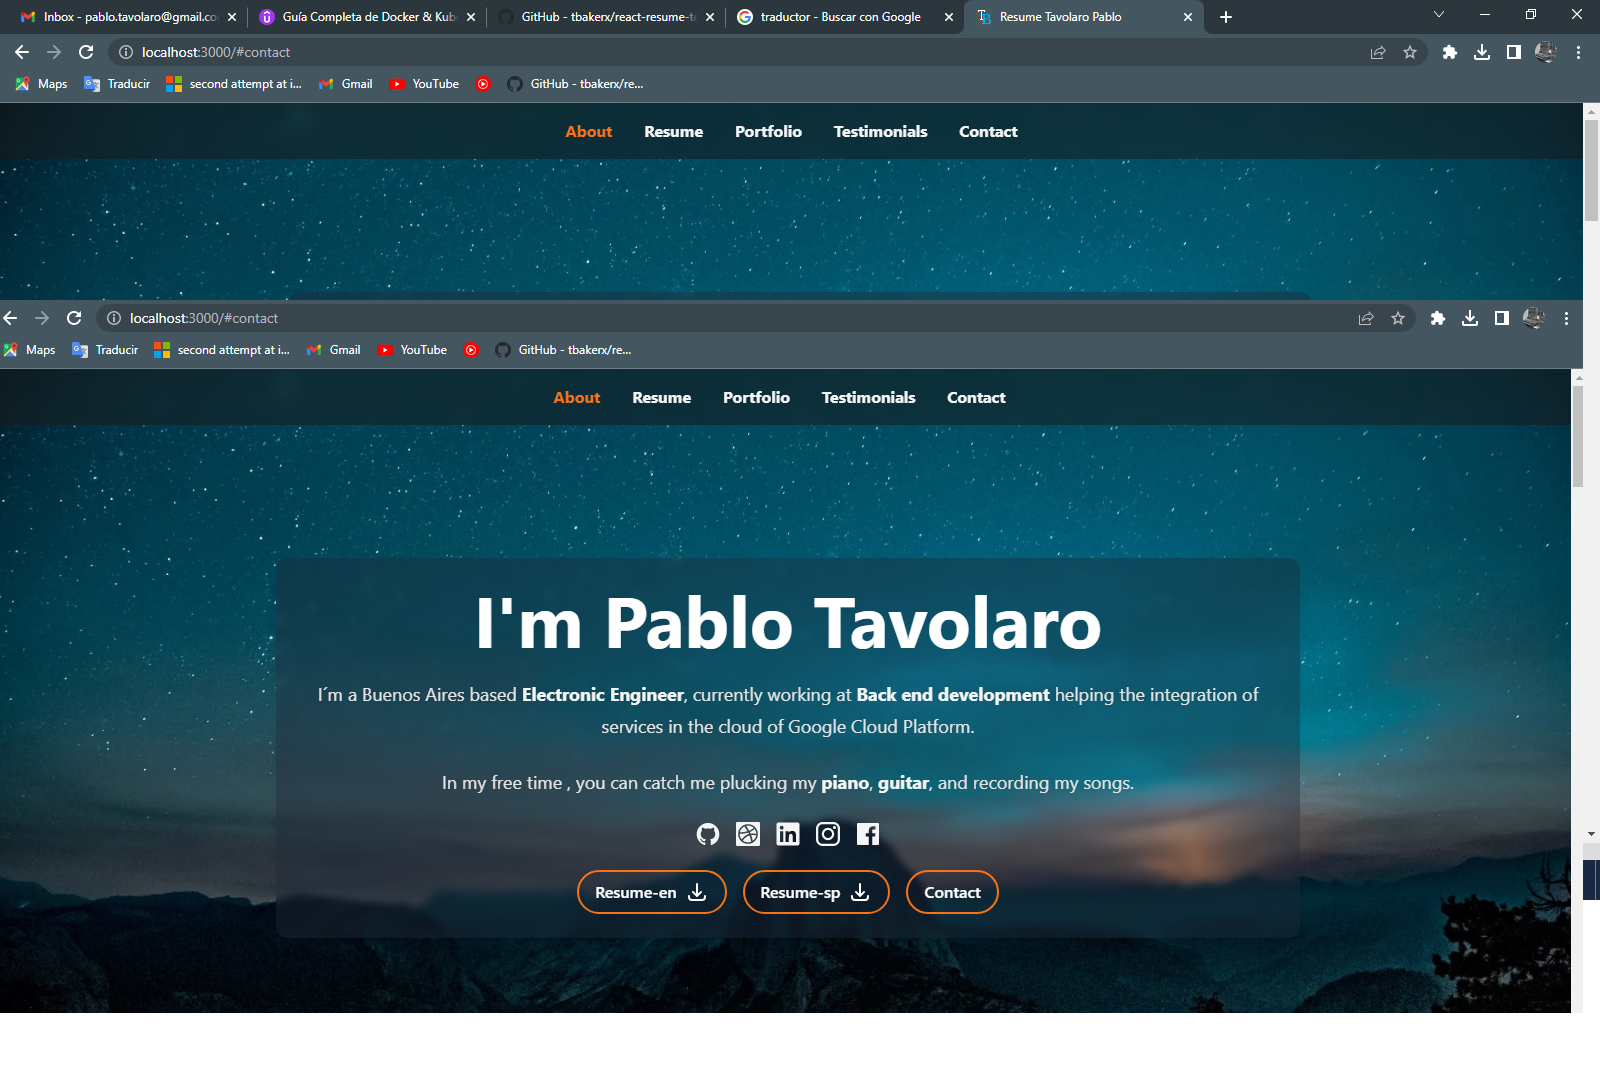 Inbox - pablo.tavolaro@gmail.co
Guía Completa de Docker & Kub
GitHub - tbakerx/react-resume-te
traductor - Buscar con Google
Resume Tavolaro Pablo
localhost:3000/#contact
Maps Traducir second attempt at i... Gmail YouTube GitHub - tbakerx/re...
About Resume Portfolio Testimonials Contact
localhost:3000/#contact
Maps Traducir second attempt at i... Gmail YouTube GitHub - tbakerx/re...
About Resume Portfolio Testimonials Contact
I'm Pablo Tavolaro
I´m a Buenos Aires based Electronic Engineer, currently working at Back end development helping the integration of
services in the cloud of Google Cloud Platform.
In my free time , you can catch me plucking my piano, guitar, and recording my songs.
Resume-en Resume-sp Contact